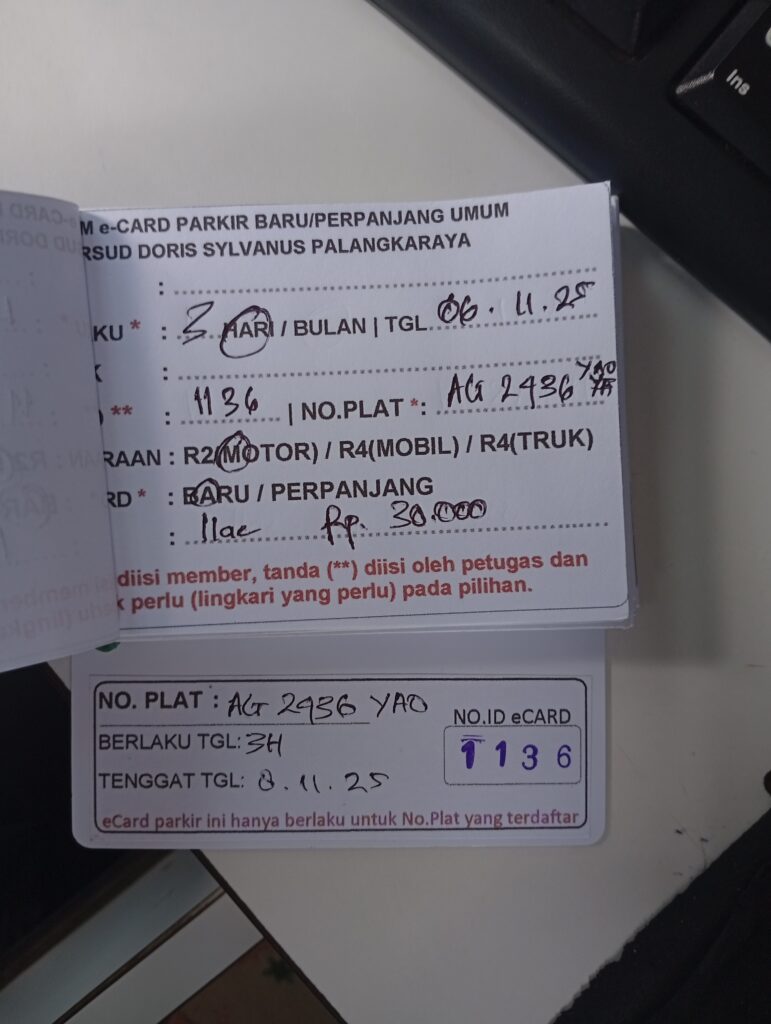 M e-CARD PARKIR BARU/PERPANJANG UMUM
RSUD DORIS SYLVANUS PALANGKARAYA
:
KU * : 3 HARI / BULAN | TGL. 06. 11. 25
K :
) ** : 1136 | NO.PLAT *: AG 2436 YAO
RAAN : R2(MOTOR) / R4(MOBIL) / R4(TRUK)
RD * : BARU / PERPANJANG
: Rp. 30.000
diisi member, tanda (**) diisi oleh petugas dan
k perlu (lingkari yang perlu) pada pilihan.
NO. PLAT : AG 2436 YAO
NO.ID eCARD
BERLAKU TGL: 3H
1136
TENGGAT TGL: 8. 11. 25
eCard parkir ini hanya berlaku untuk No.Plat yang terdaftar
Ins